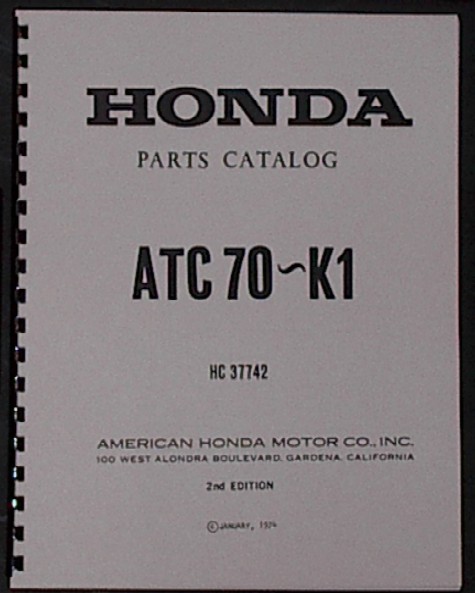 HONDA
PARTS CATALOG
ATC 70~K1
HC 37742
AMERICAN HONDA MOTOR CO., INC.
100 WEST ALONDRA BOULEVARD, GARDENA, CALIFORNIA
2nd EDITION
©JANUARY, 1974